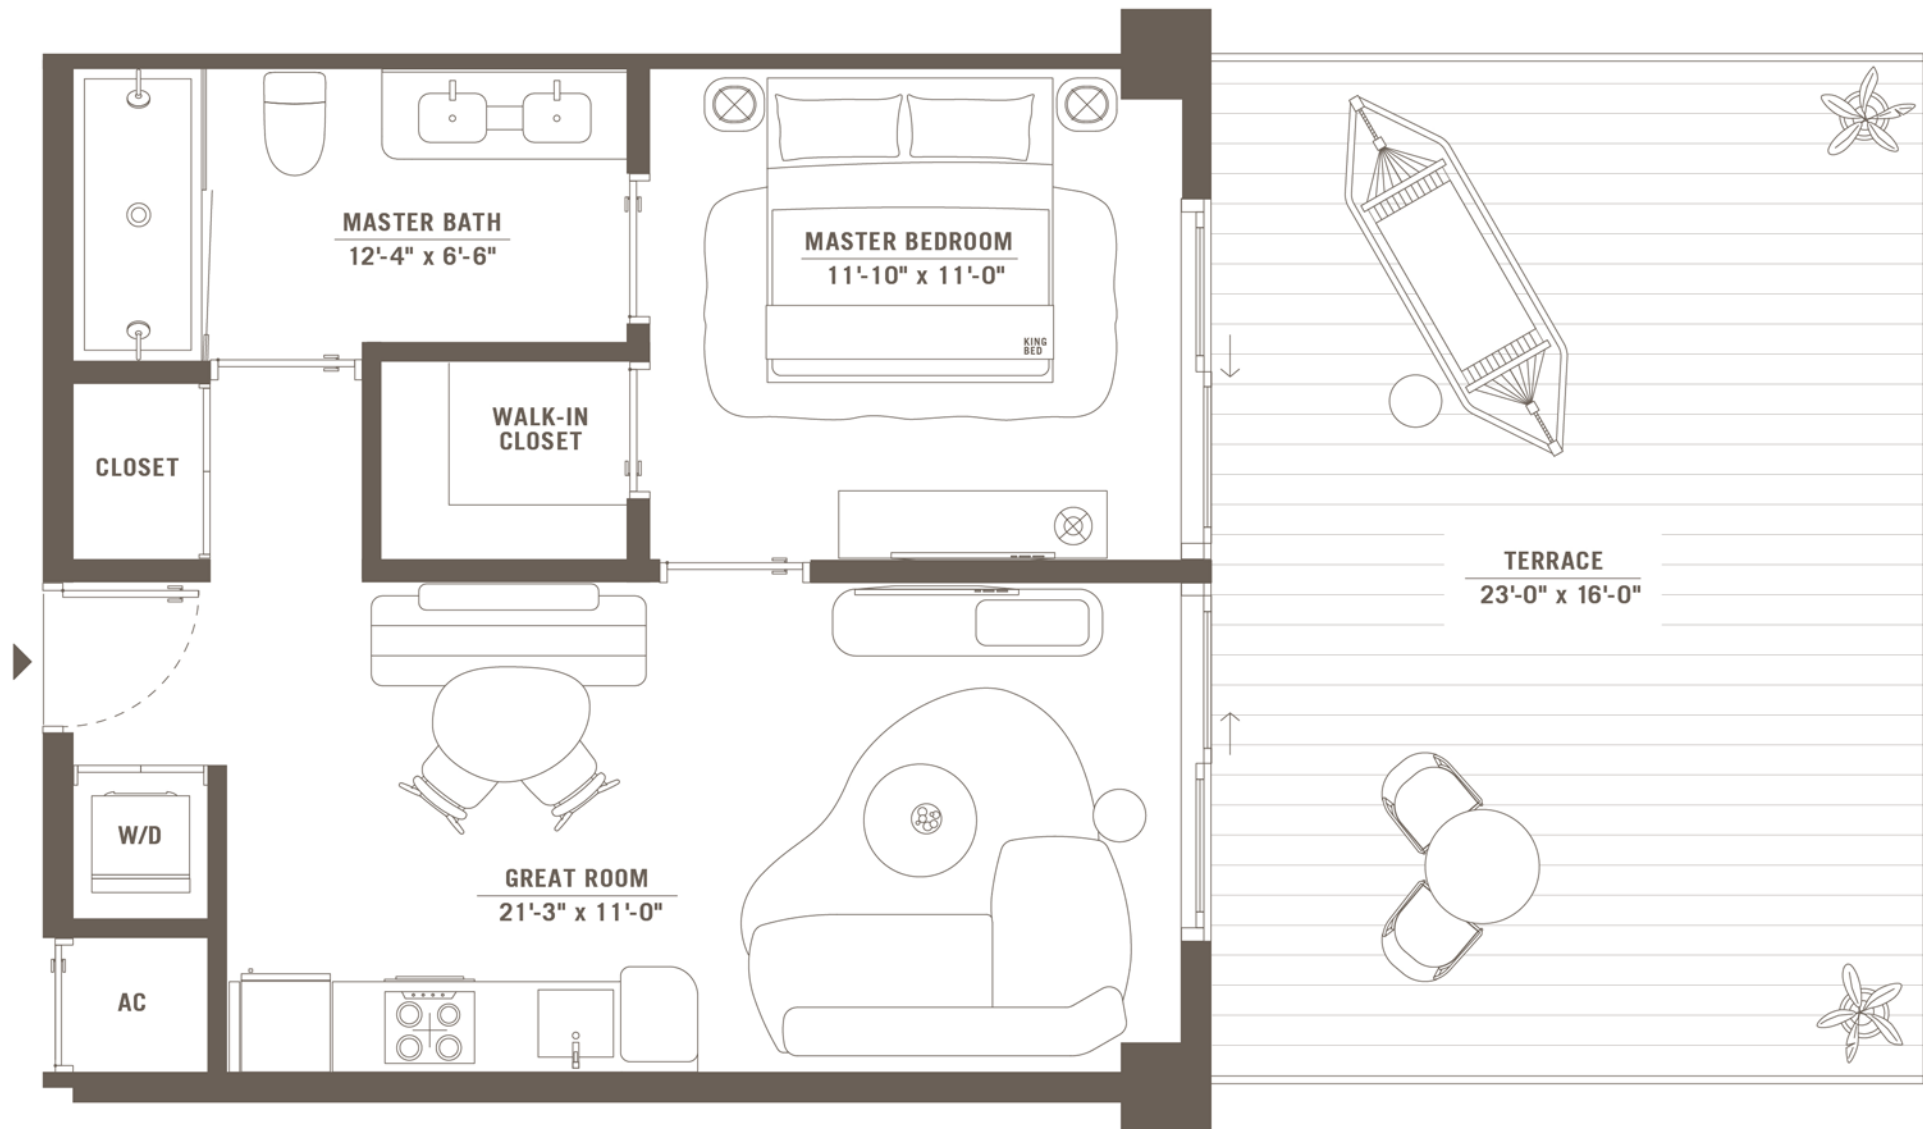 MASTER BATH
12'-4" x 6'-6"
MASTER BEDROOM
11'-10" x 11'-0"
KING
BED
WALK-IN
CLOSET
CLOSET
TERRACE
23'-0" x 16'-0"
W/D
GREAT ROOM
21'-3" x 11'-0"
AC